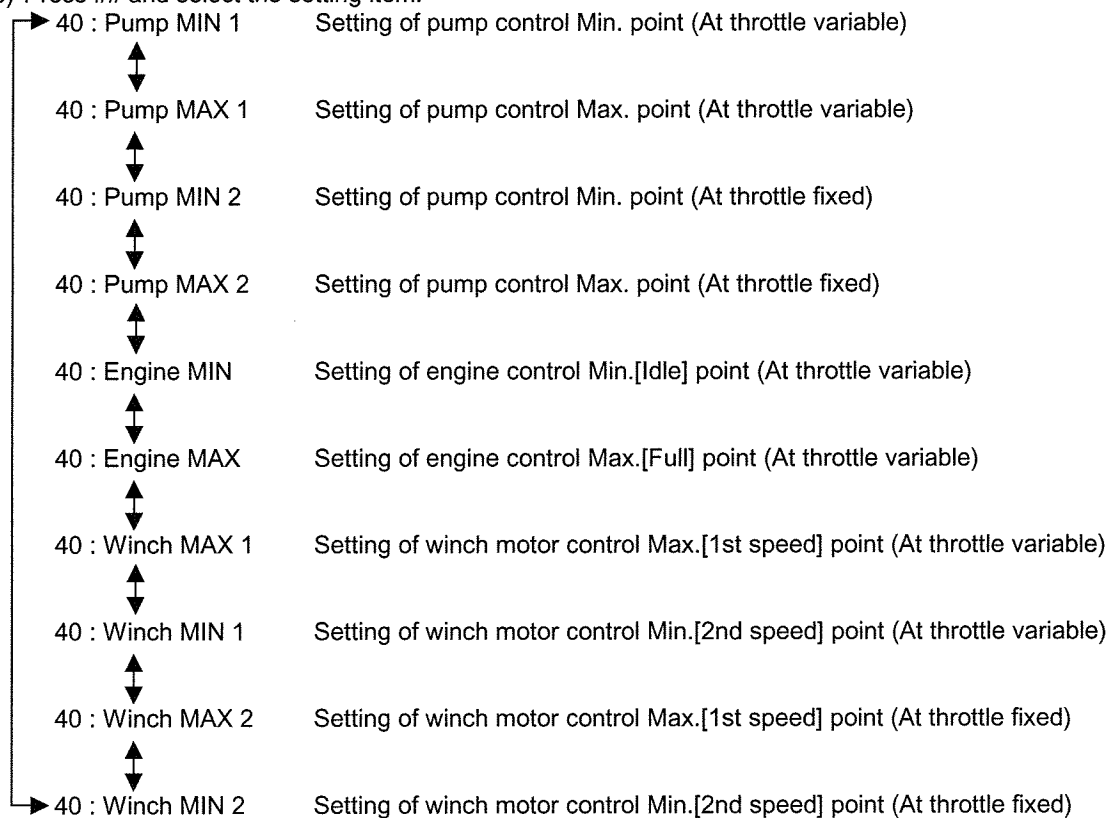 Press and select the setting item.
40 : Pump MIN 1 Setting of pump control Min. point (At throttle variable)
40 : Pump MAX 1 Setting of pump control Max. point (At throttle variable)
40 : Pump MIN 2 Setting of pump control Min. point (At throttle fixed)
40 : Pump MAX 2 Setting of pump control Max. point (At throttle fixed)
40 : Engine MIN Setting of engine control Min.[Idle] point (At throttle variable)
40 : Engine MAX Setting of engine control Max.[Full] point (At throttle variable)
40 : Winch MAX 1 Setting of winch motor control Max.[1st speed] point (At throttle variable)
40 : Winch MIN 1 Setting of winch motor control Min.[2nd speed] point (At throttle variable)
40 : Winch MAX 2 Setting of winch motor control Max.[1st speed] point (At throttle fixed)
40 : Winch MIN 2 Setting of winch motor control Min.[2nd speed] point (At throttle fixed)